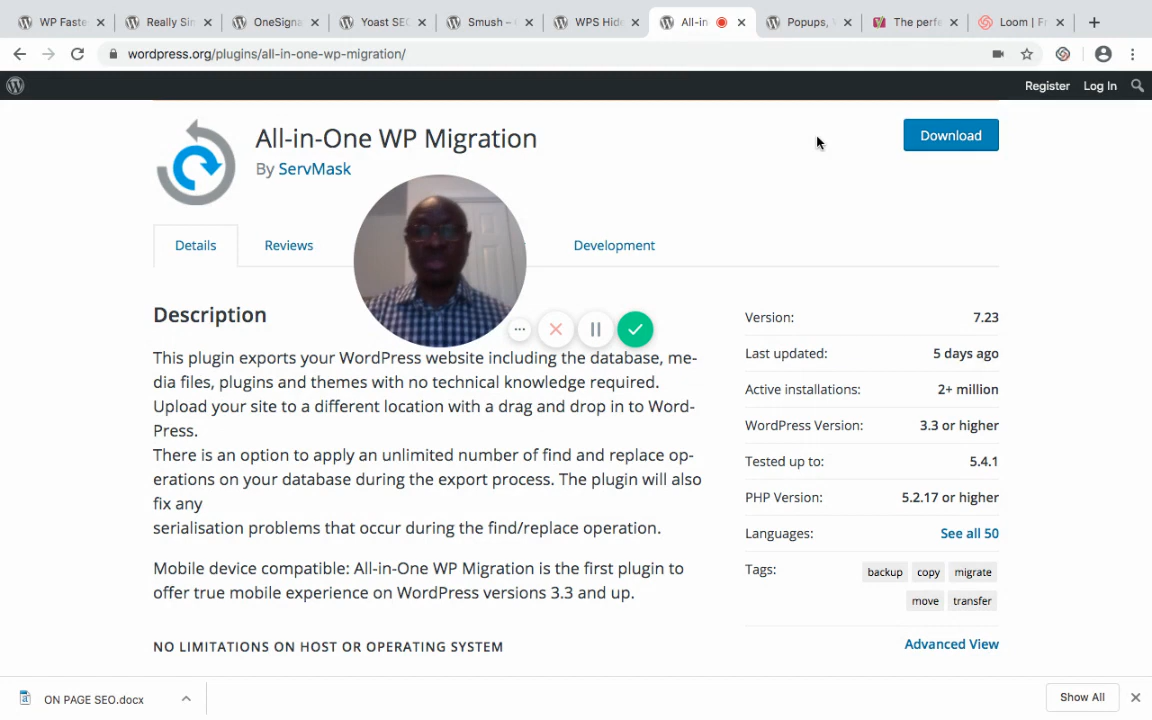 WP Faste
Really Sin
OneSigna
Yoast SEO
Smush –
WPS Hide
All-in
Popups,
The perfe
Loom | Fr
wordpress.org/plugins/all-in-one-wp-migration/
Register Log In
All-in-One WP Migration
Download
By ServMask
Details
Reviews
Development
Description
This plugin exports your WordPress website including the database, me-
dia files, plugins and themes with no technical knowledge required.
Upload your site to a different location with a drag and drop in to Word-
Press.
There is an option to apply an unlimited number of find and replace op-
erations on your database during the export process. The plugin will also
fix any
serialisation problems that occur during the find/replace operation.
Mobile device compatible: All-in-One WP Migration is the first plugin to
offer true mobile experience on WordPress versions 3.3 and up.
NO LIMITATIONS ON HOST OR OPERATING SYSTEM
Version: 7.23
Last updated: 5 days ago
Active installations: 2+ million
WordPress Version: 3.3 or higher
Tested up to: 5.4.1
PHP Version: 5.2.17 or higher
Languages: See all 50
Tags: backup copy migrate
move transfer
Advanced View
ON PAGE SEO.docx
Show All